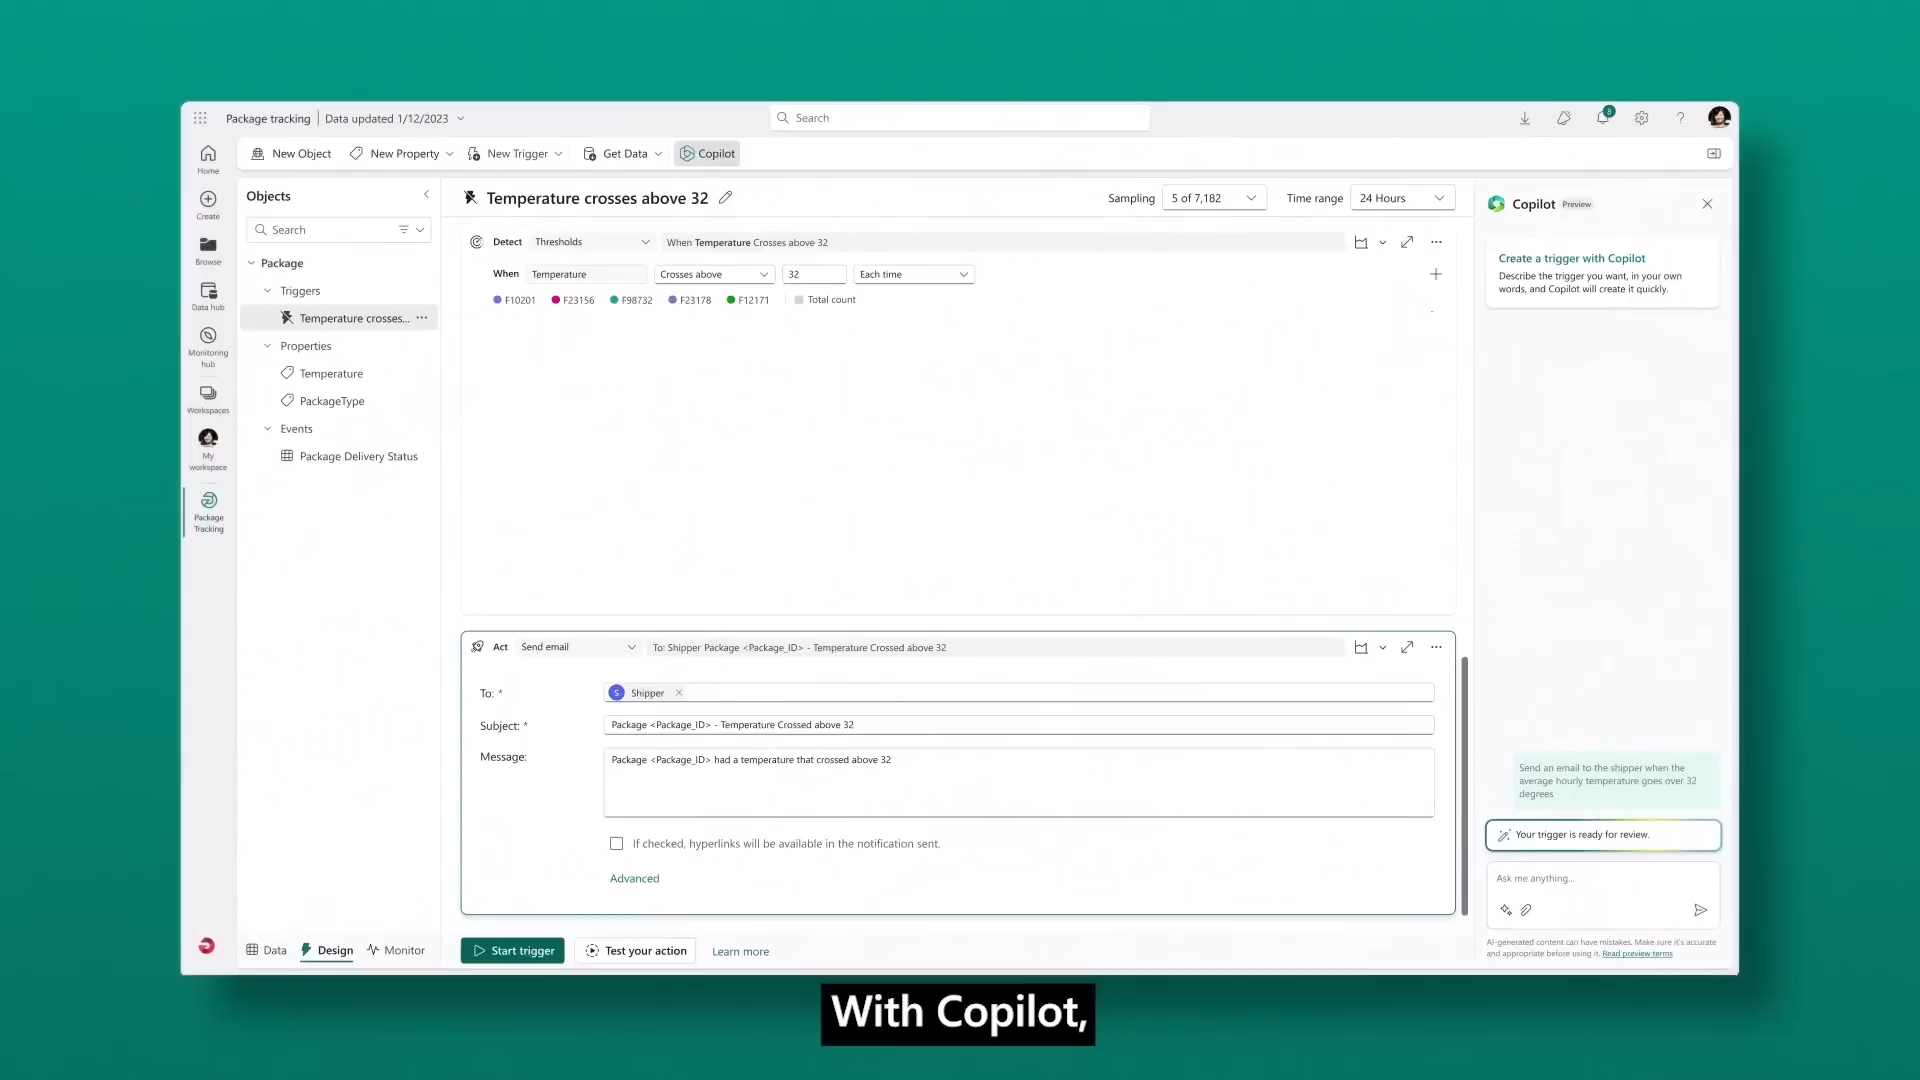 Package tracking
Data updated 1/12/2023
Search
8
?
Home
Create
Browse
Data hub
Monitoring
hub
Workspaces
My
workspace
Package
Tracking
New Object
New Property
New Trigger
Get Data
Copilot
Objects
Search
Package
Triggers
Temperature crosses...
Properties
Temperature
PackageType
Events
Package Delivery Status
Data
Design
Monitor
Temperature crosses above 32
Sampling
5 of 7,182
Time range
24 Hours
Detect
Thresholds
When Temperature Crosses above 32
When
Temperature
Crosses above
32
Each time
F10201
F23156
F98732
F23178
F12171
Total count
Act
Send email
To: Shipper Package <Package_ID> - Temperature Crossed above 32
To: *
S
Shipper
Subject: *
Package <Package_ID> - Temperature Crossed above 32
Message:
Package <Package_ID> had a temperature that crossed above 32
If checked, hyperlinks will be available in the notification sent.
Advanced
Start trigger
Test your action
Learn more
Copilot
Preview
Create a trigger with Copilot
Describe the trigger you want, in your own
words, and Copilot will create it quickly.
Send an email to the shipper when the
average hourly temperature goes over 32
degrees
Your trigger is ready for review.
Ask me anything...
AI-generated content can have mistakes. Make sure it's accurate
and appropriate before using it. Read preview terms
With Copilot,